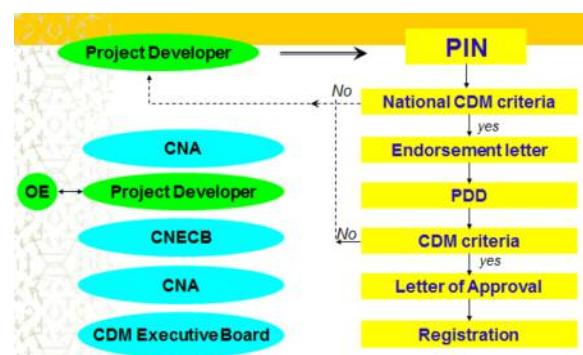 Project Developer
PIN
No
National CDM criteria
yes
CNA
Endorsement letter
OE
Project Developer
PDD
CNECB
No
CDM criteria
yes
CNA
Letter of Approval
CDM Executive Board
Registration